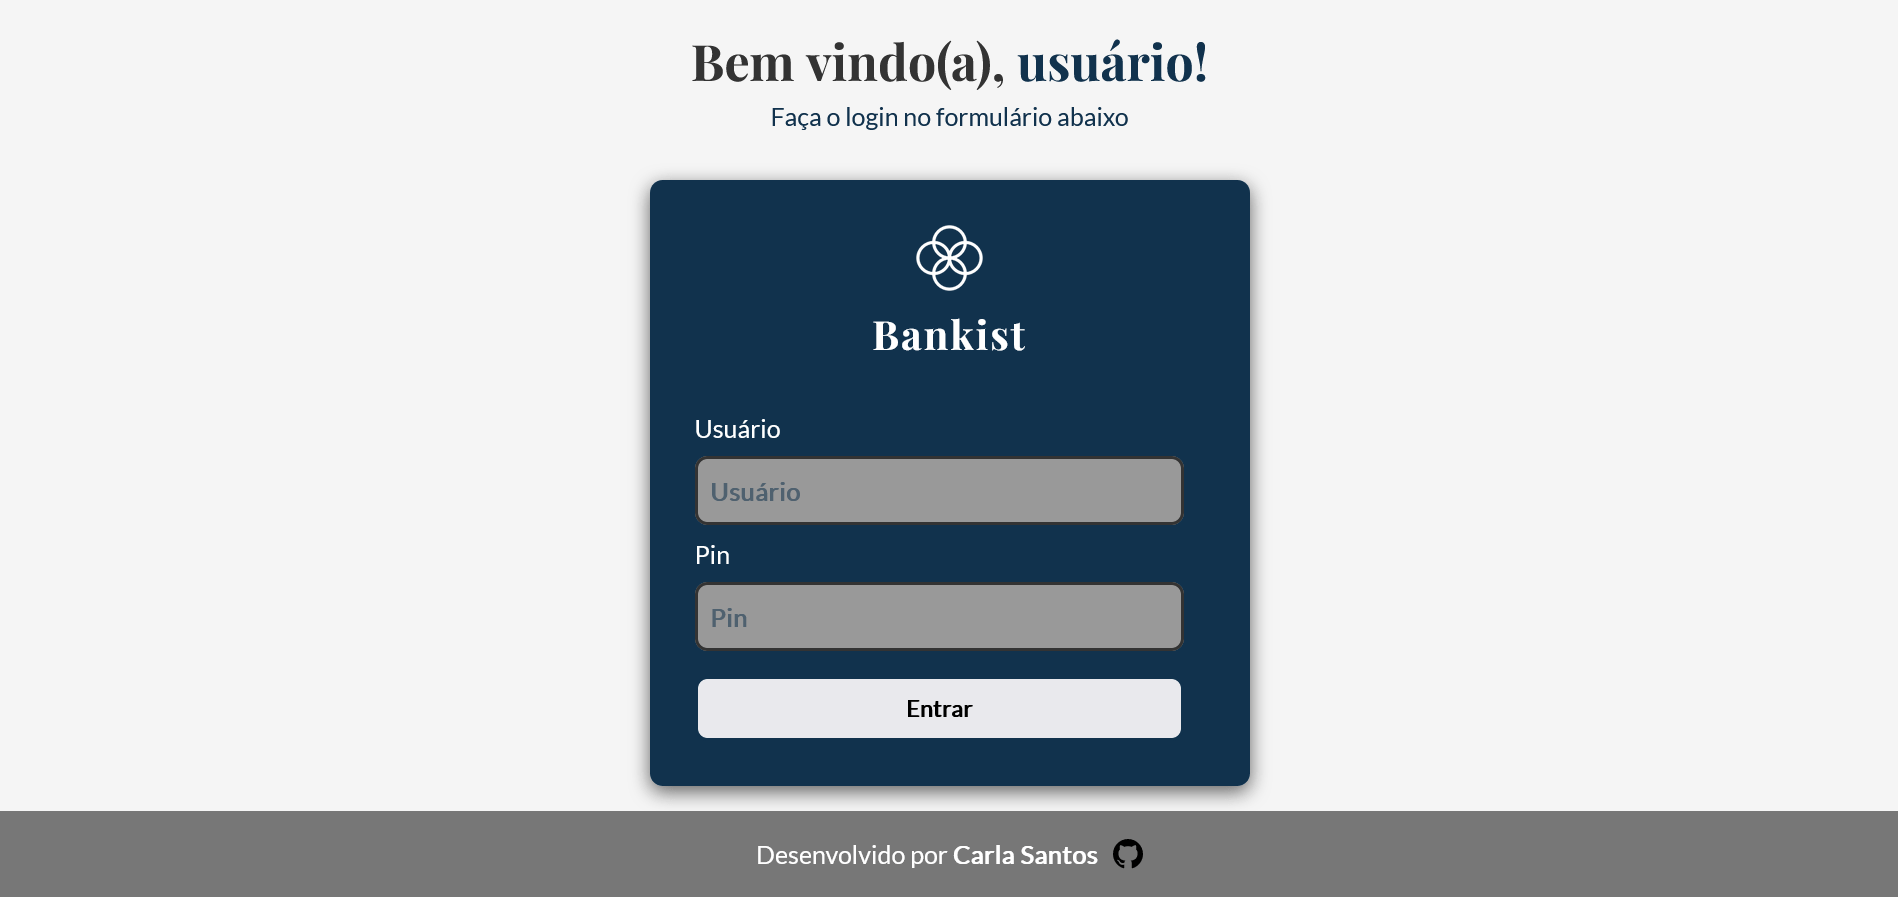 Bem vindo(a), usuário!
Faça o login no formulário abaixo
Bankist
Usuário
Usuário
Pin
Pin
Entrar
Desenvolvido por Carla Santos